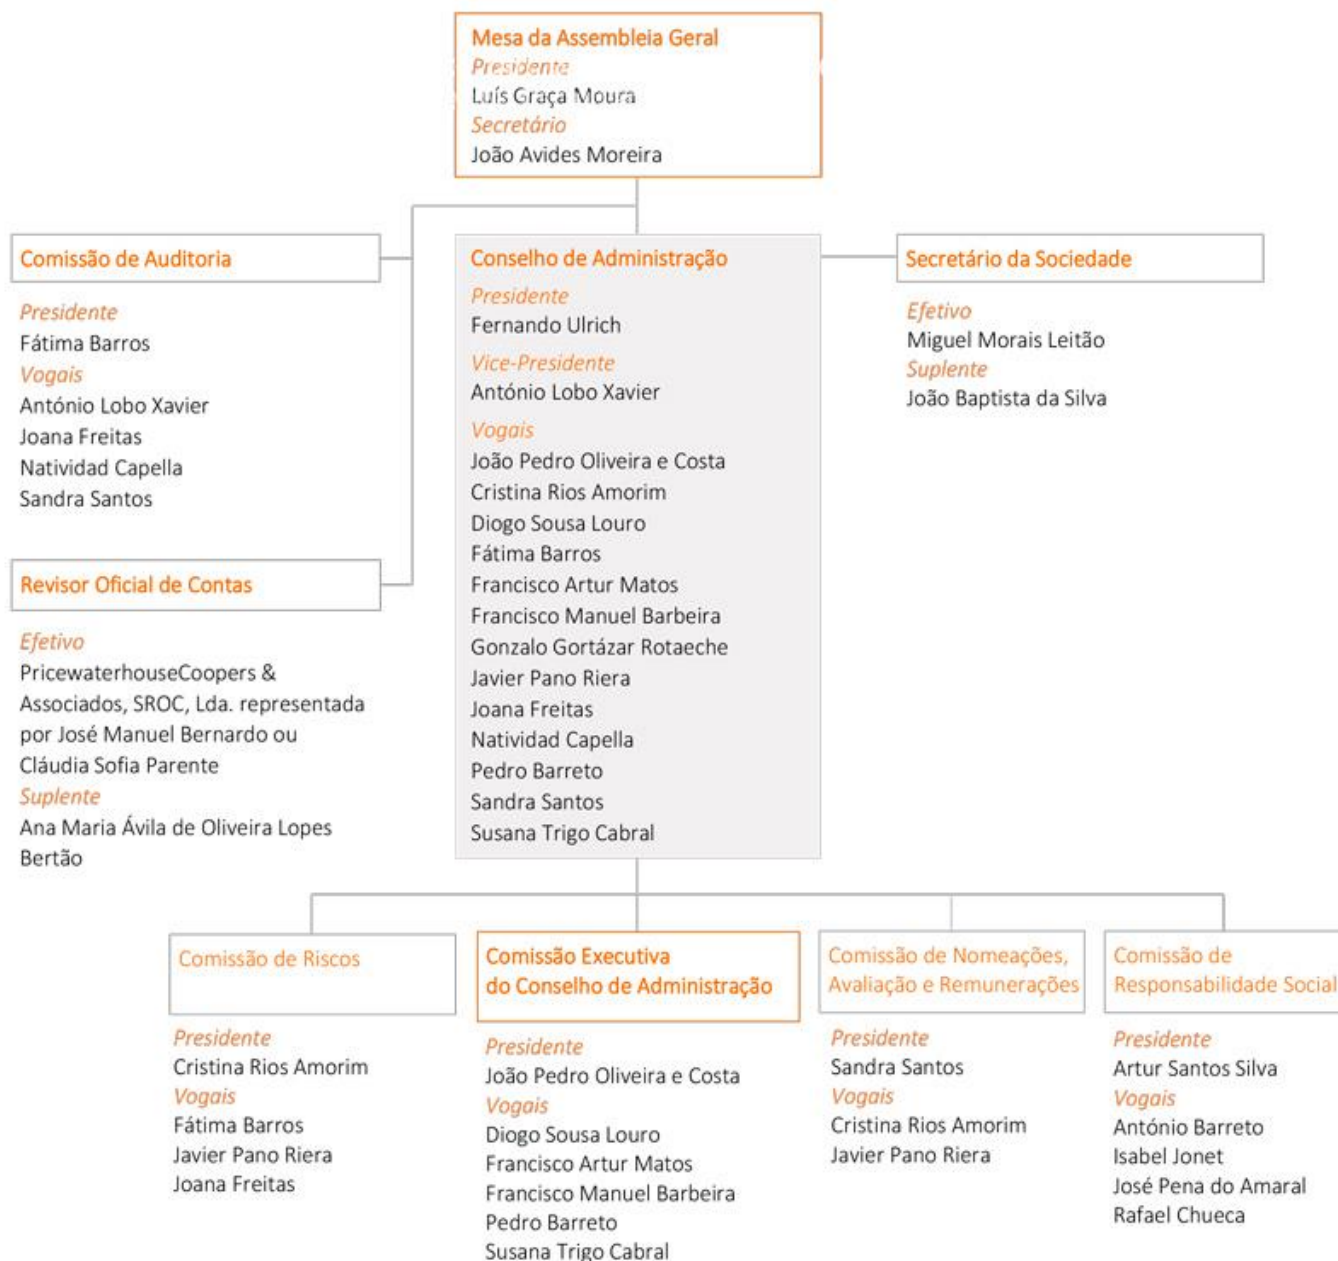 Mesa da Assembleia Geral
Presidente
Luís Graça Moura
Secretário
João Avides Moreira
Comissão de Auditoria
Presidente
Fátima Barros
Vogais
António Lobo Xavier
Joana Freitas
Natividad Capella
Sandra Santos
Revisor Oficial de Contas
Efetivo
PricewaterhouseCoopers &
Associados, SROC, Lda. representada
por José Manuel Bernardo ou
Cláudia Sofia Parente
Suplente
Ana Maria Ávila de Oliveira Lopes
Bertão
Conselho de Administração
Presidente
Fernando Ulrich
Vice-Presidente
António Lobo Xavier
Vogais
João Pedro Oliveira e Costa
Cristina Rios Amorim
Diogo Sousa Louro
Fátima Barros
Francisco Artur Matos
Francisco Manuel Barbeira
Gonzalo Gortázar Rotaeche
Javier Pano Riera
Joana Freitas
Natividad Capella
Pedro Barreto
Sandra Santos
Susana Trigo Cabral
Secretário da Sociedade
Efetivo
Miguel Morais Leitão
Suplente
João Baptista da Silva
Comissão de Riscos
Presidente
Cristina Rios Amorim
Vogais
Fátima Barros
Javier Pano Riera
Joana Freitas
Comissão Executiva
do Conselho de Administração
Presidente
João Pedro Oliveira e Costa
Vogais
Diogo Sousa Louro
Francisco Artur Matos
Francisco Manuel Barbeira
Pedro Barreto
Susana Trigo Cabral
Comissão de Nomeações,
Avaliação e Remunerações
Presidente
Sandra Santos
Vogais
Cristina Rios Amorim
Javier Pano Riera
Comissão de
Responsabilidade Social
Presidente
Artur Santos Silva
Vogais
António Barreto
Isabel Jonet
José Pena do Amaral
Rafael Chueca